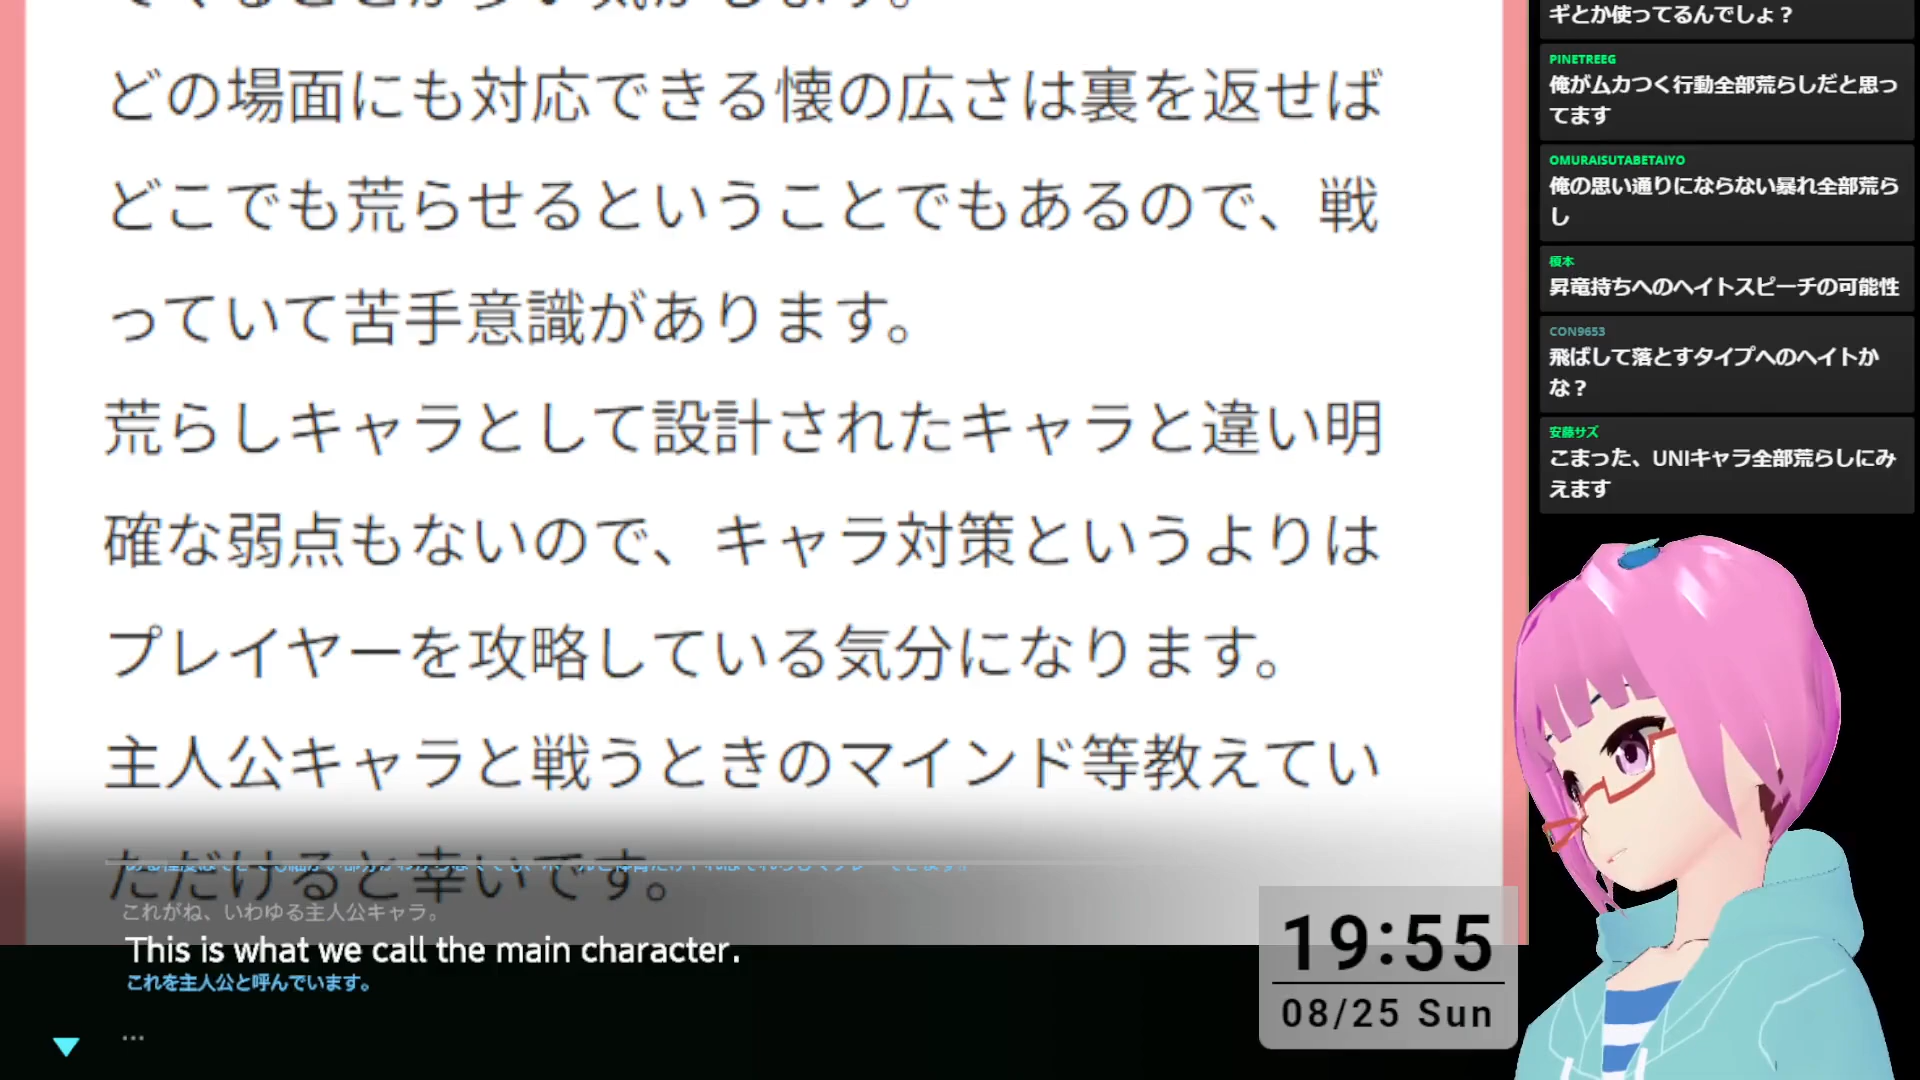 どの場面にも対応できる懐の広さは裏を返せば
どこでも荒らせるということでもあるので、戦
っていて苦手意識があります。
荒らしキャラとして設計されたキャラと違い明
確な弱点もないので、キャラ対策というよりは
プレイヤーを攻略している気分になります。
主人公キャラと戦うときのマインド等教えてい
ただけると幸いです。
これがね、いわゆる主人公キャラ。
This is what we call the main character.
これを主人公と呼んでいます。
...
19:55
08/25 Sun
ギとか使ってるんでしょ？
PINETREEG
俺がムカつく行動全部荒らしだと思っ
てます
OMURAISUTABETAIYO
俺の思い通りにならない暴れ全部荒ら
し
榎本
昇竜持ちへのヘイトスピーチの可能性
CON9653
飛ばして落とすタイプへのヘイトか
な？
安藤サズ
こまった、UNIキャラ全部荒らしにみ
えます